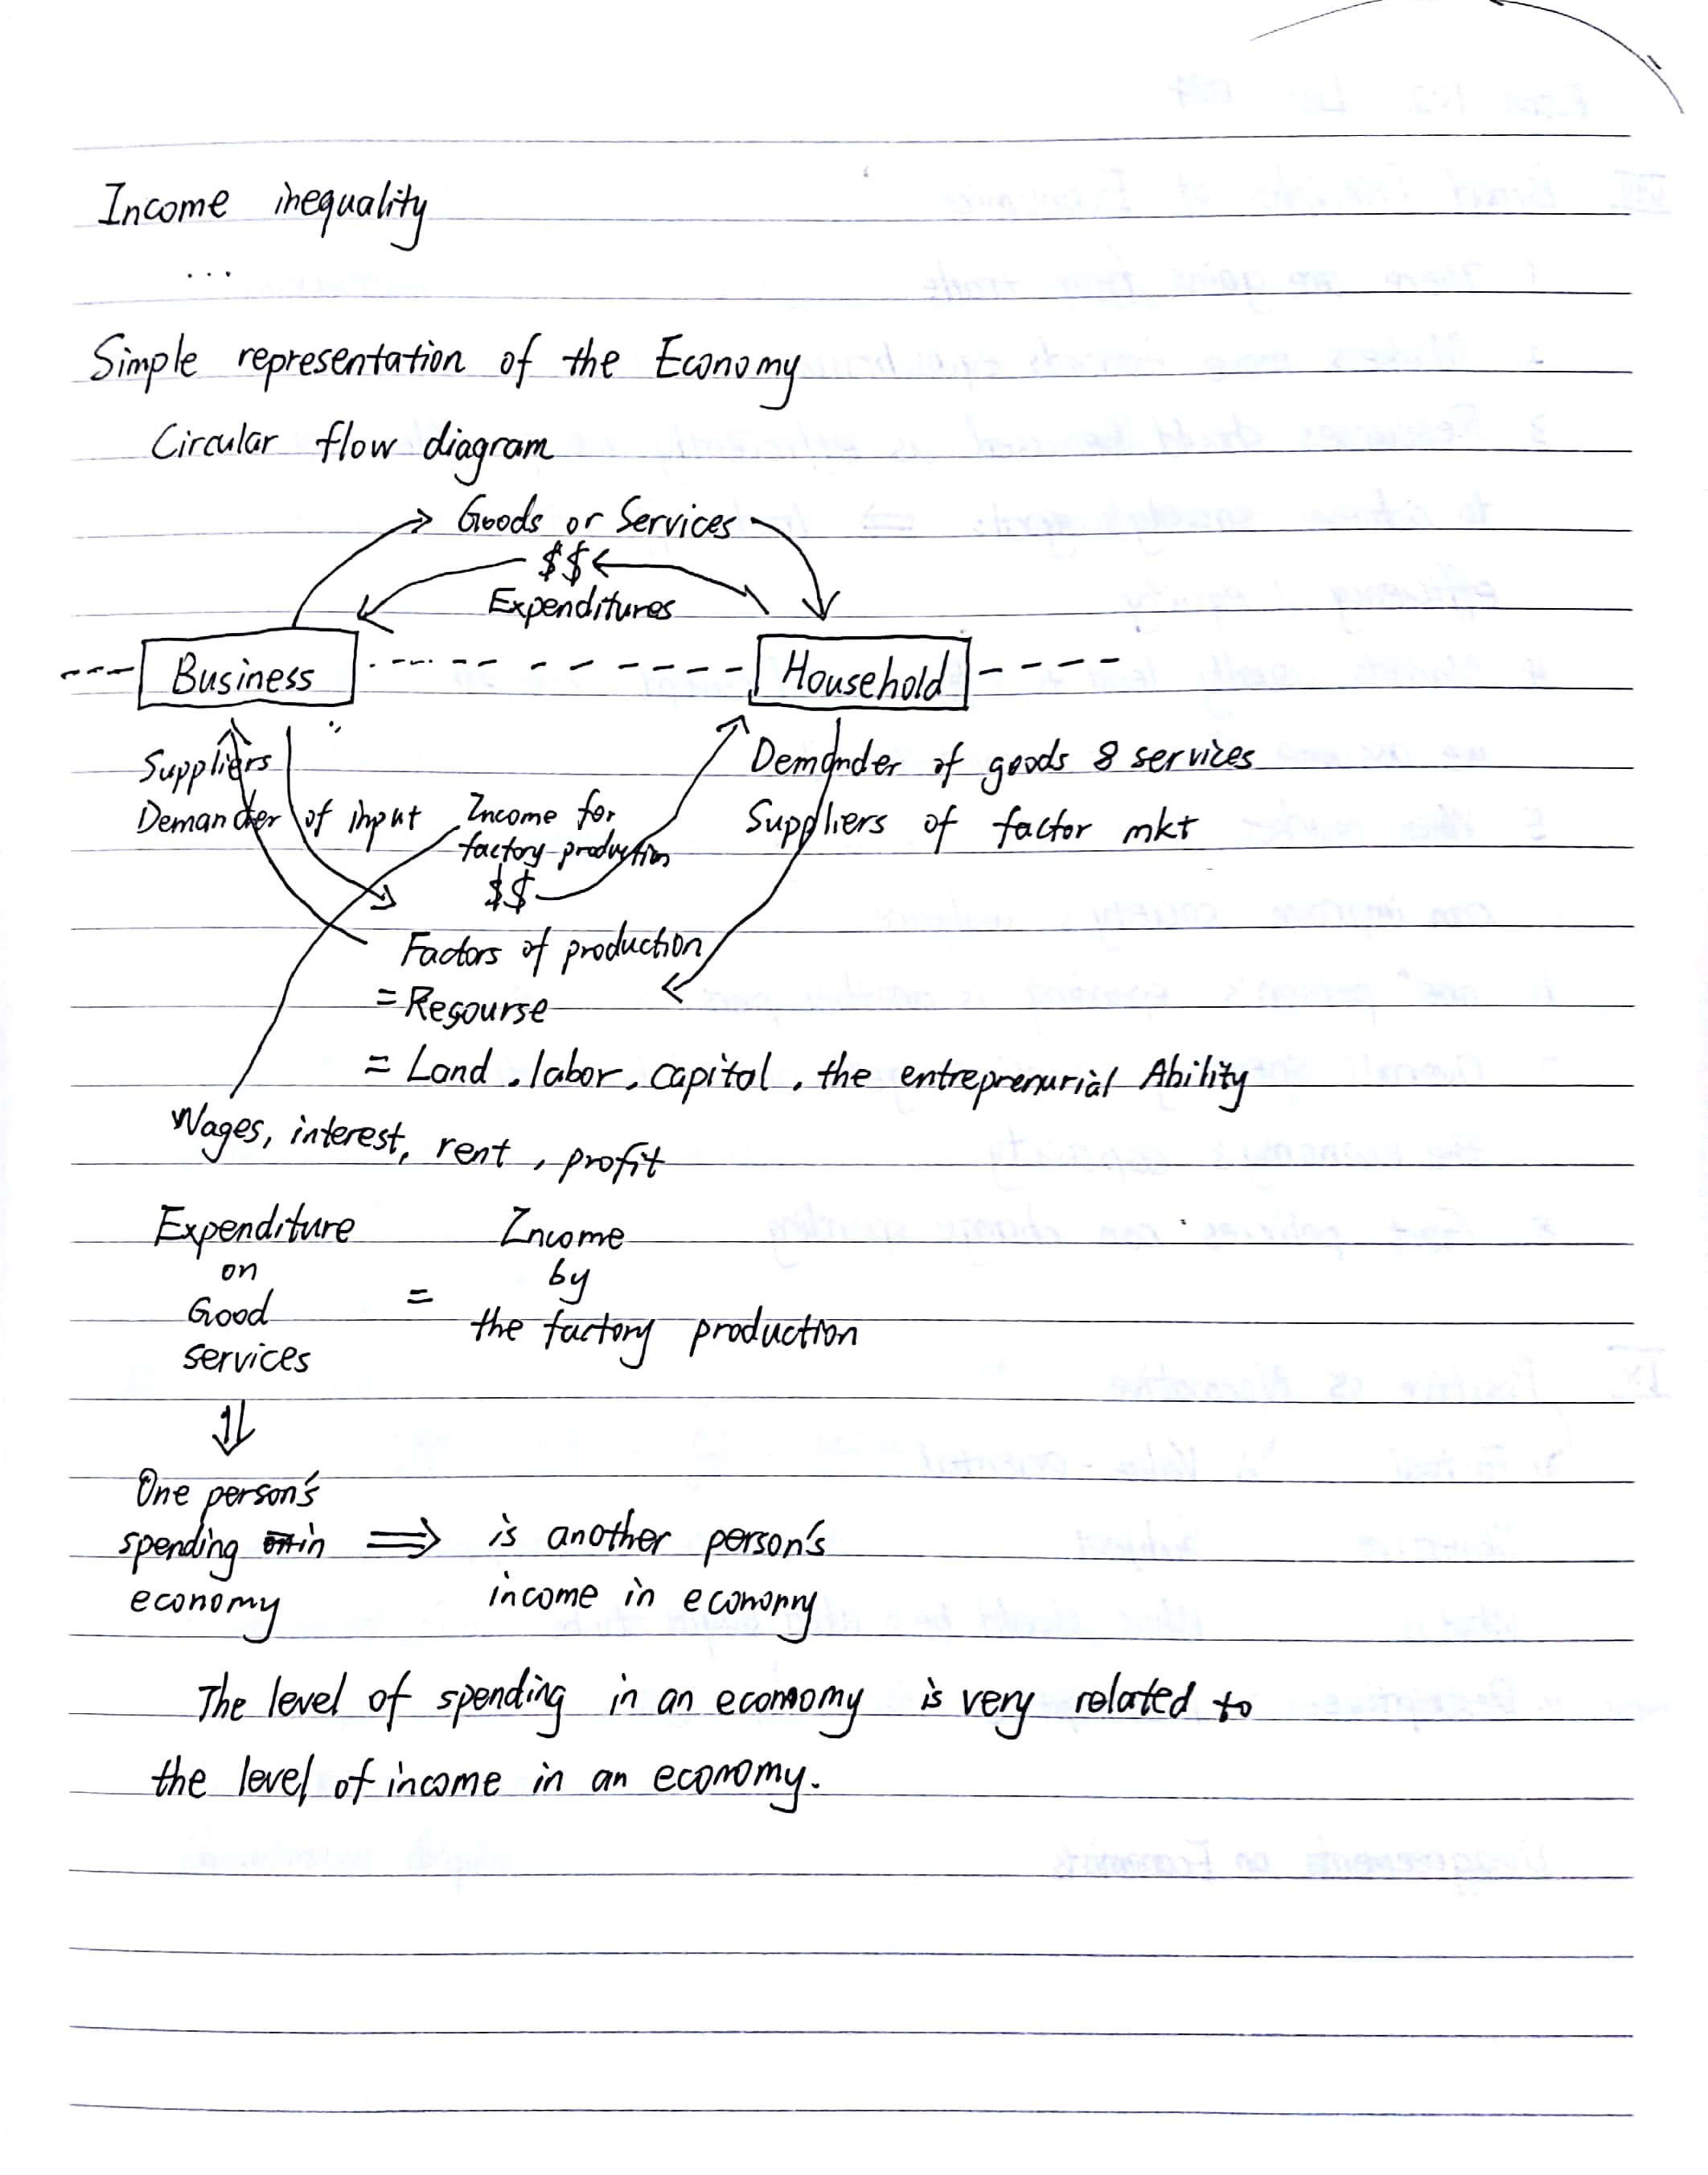 Income inequality
...
Simple representation of the Economy
Circular flow diagram
Goods or Services
$$
Expenditures
Business
Household
Suppliers
Demander of input
Income for
factory production
$$
Demander of goods & services
Suppliers of factor mkt
Factors of production
= Resourse
= Land, labor, capital, the entreprenurial Ability
Wages, interest, rent, profit
Expenditure
on
Good
services
=
Income
by
the factory production
One person's
spending in
economy
is another person's
income in economy
The level of spending in an economy is very related to
the level of income in an economy.